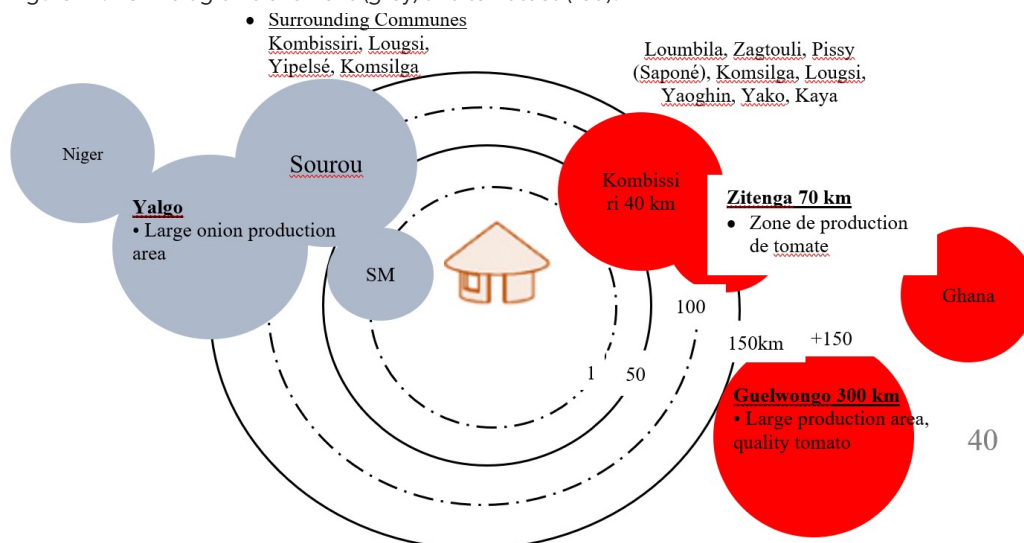 • Surrounding Communes
Kombissiri, Lougsi,
Yipelsé, Komsilga
Loumbila, Zagtouli, Pissy
(Saponé), Komsilga, Lougsi,
Yaoghin, Yako, Kaya
Niger
Sourou
Yalgo
• Large onion production
area
SM
Kombissi
ri 40 km
Zitenga 70 km
• Zone de production
de tomate
Ghana
100
150km
+150
1
50
Guelwongo 300 km
• Large production area,
quality tomato
40